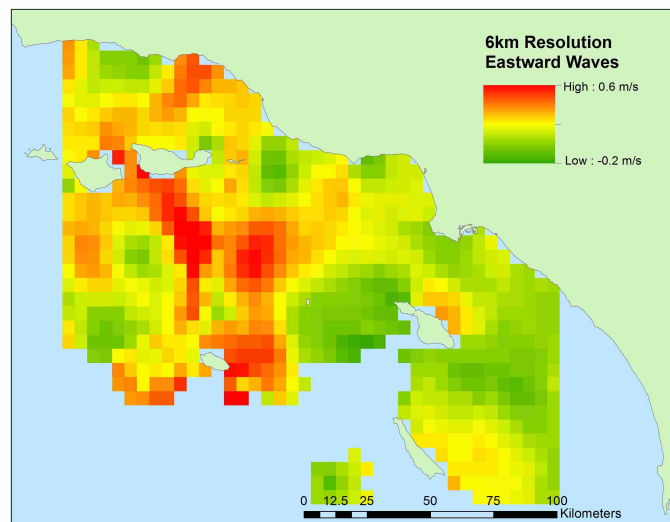 6km Resolution
Eastward Waves
High : 0.6 m/s
Low : -0.2 m/s
0 12.5 25 50 75 100
Kilometers